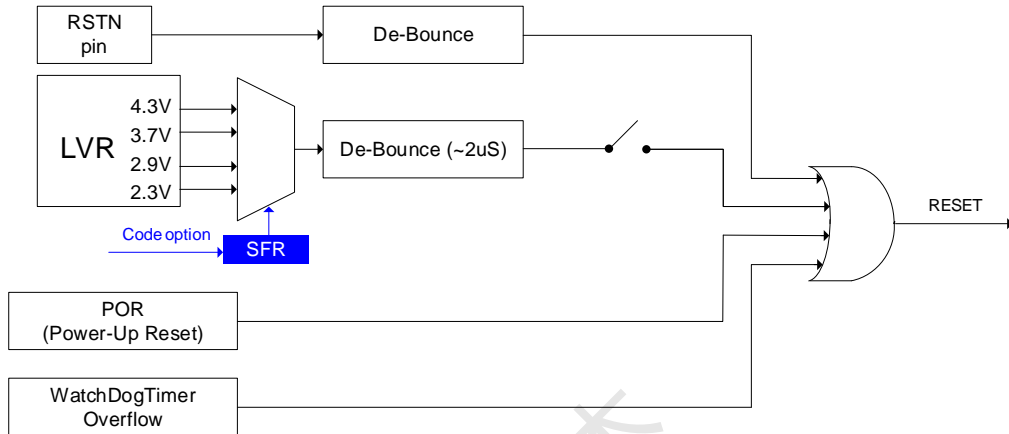 RSTN
pin
De-Bounce
LVR
4.3V
3.7V
2.9V
2.3V
De-Bounce (~2uS)
RESET
Code option
SFR
POR
(Power-Up Reset)
WatchDogTimer
Overflow